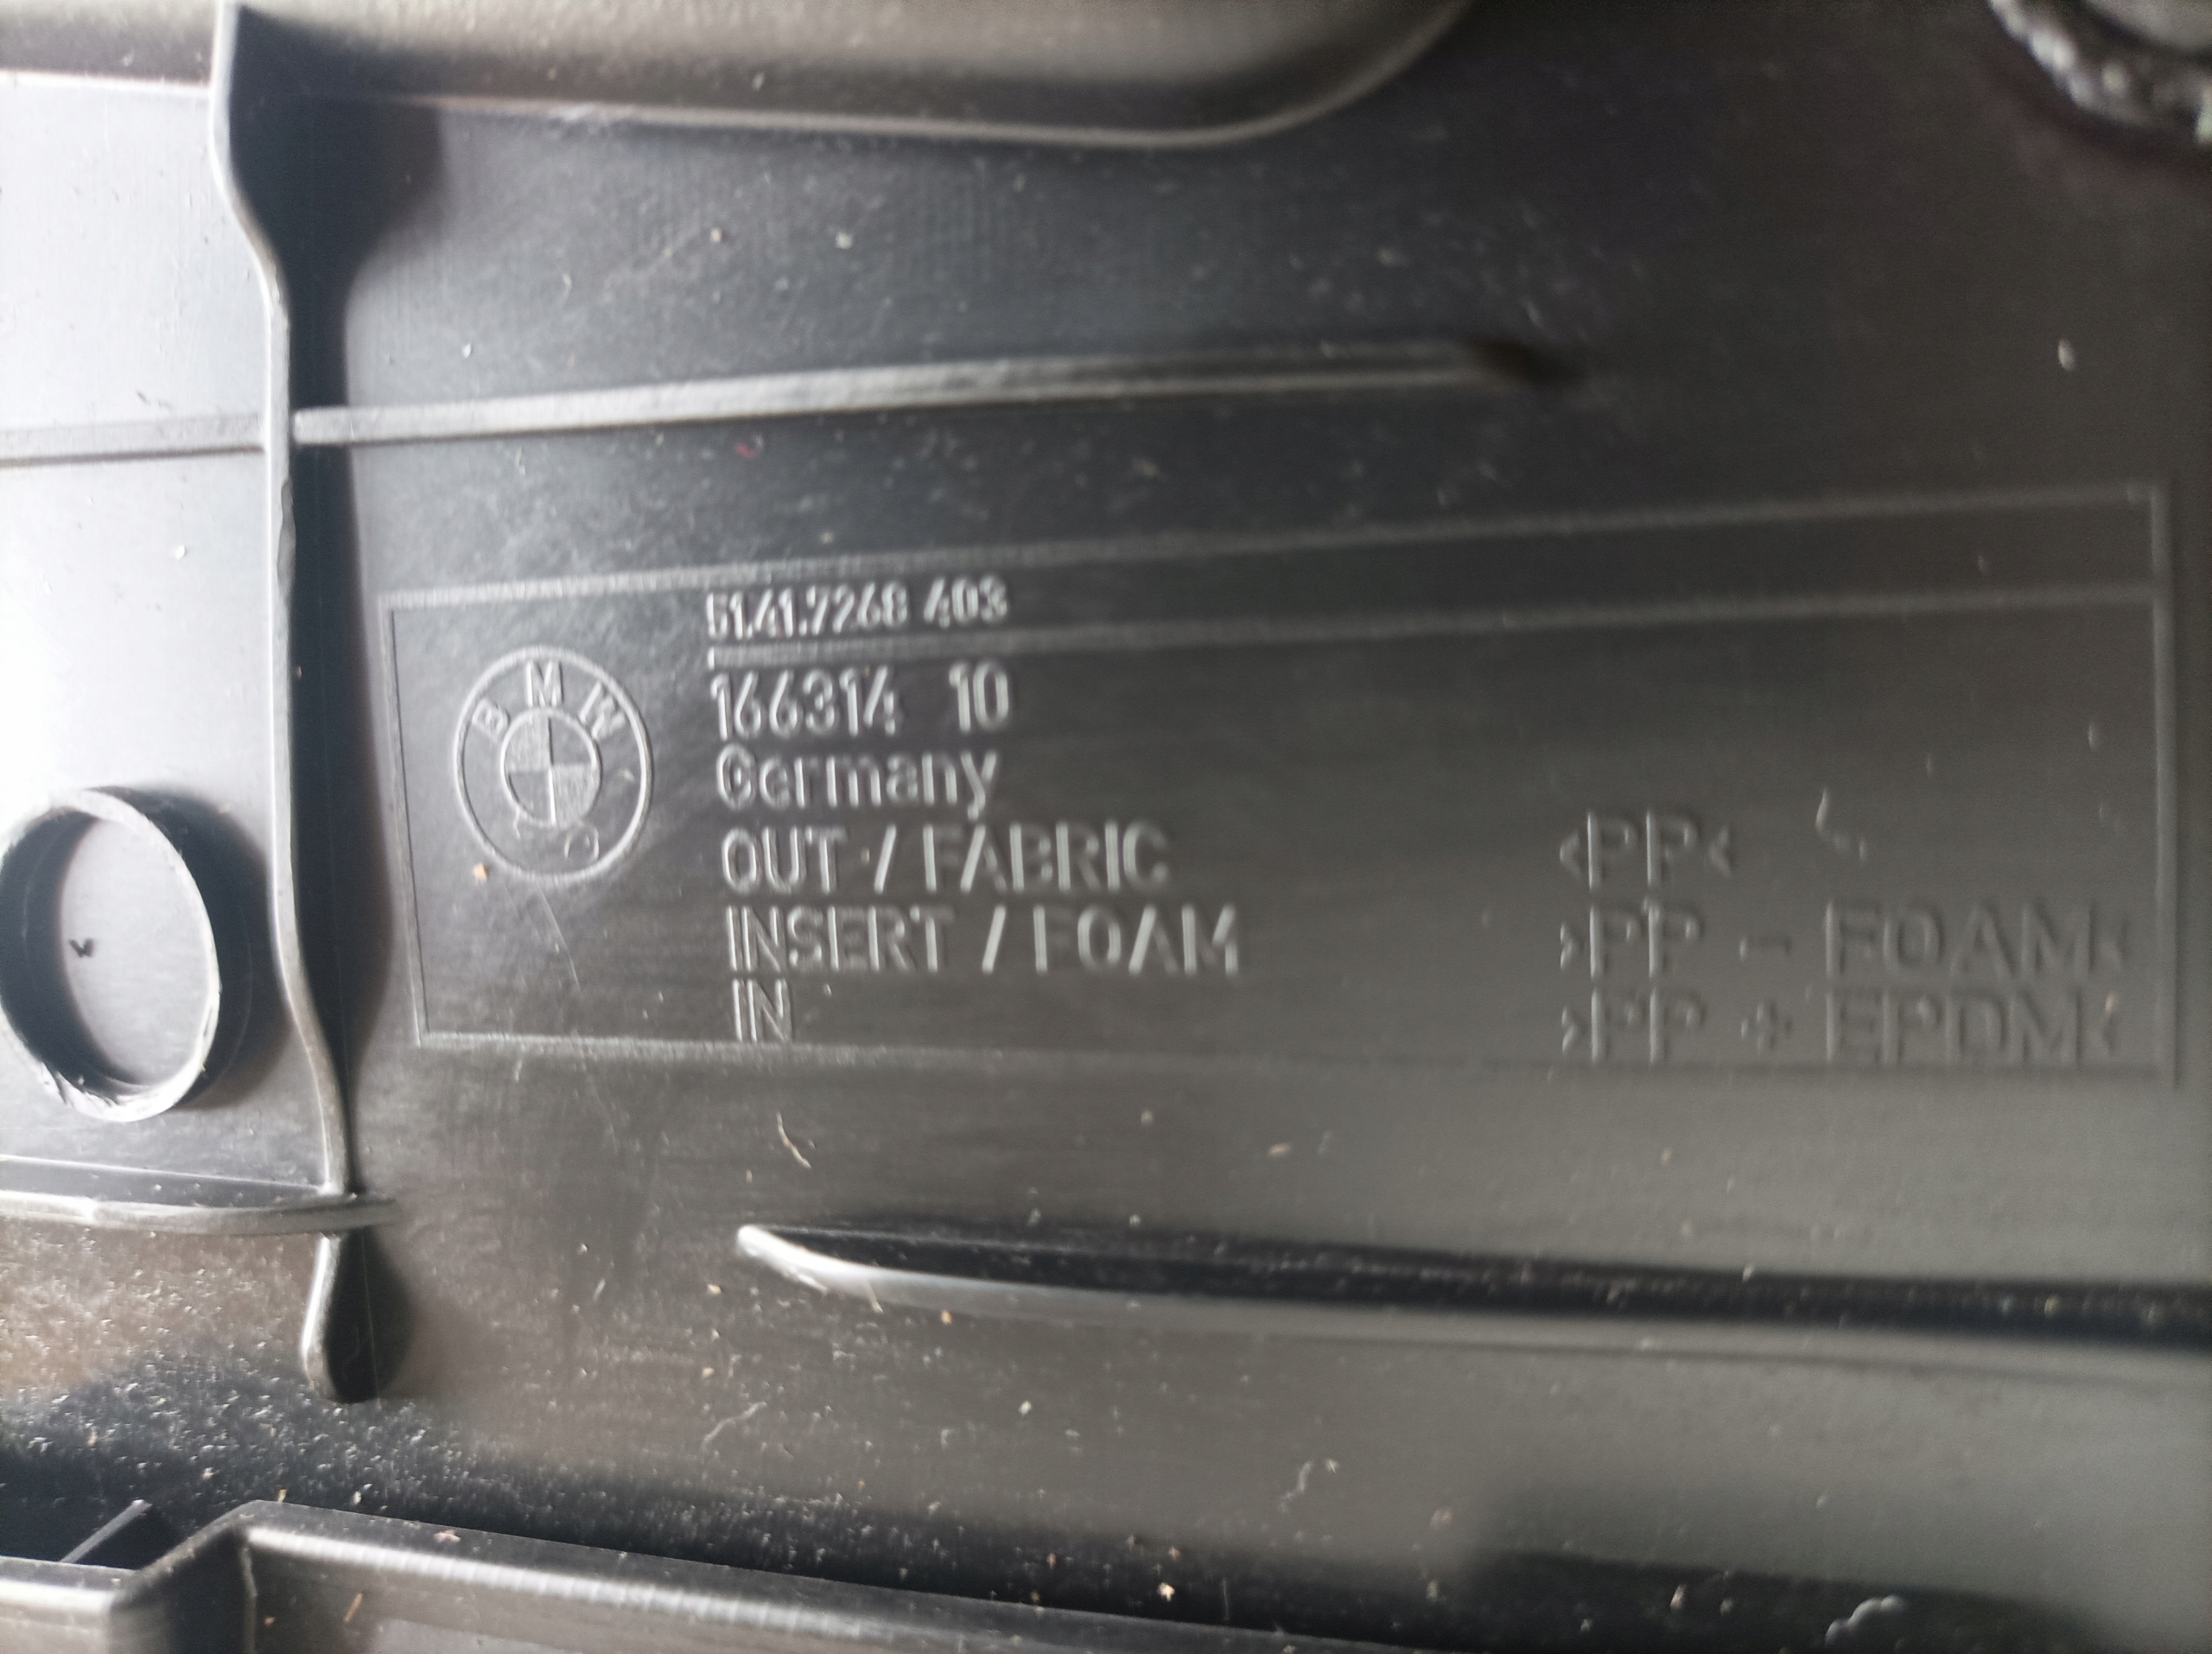 BMW
51.41.7268 403
166314 10
Germany
OUT / FABRIC <PP<
INSERT / FOAM >PP - FOAM<
IN >PP + EPDM<